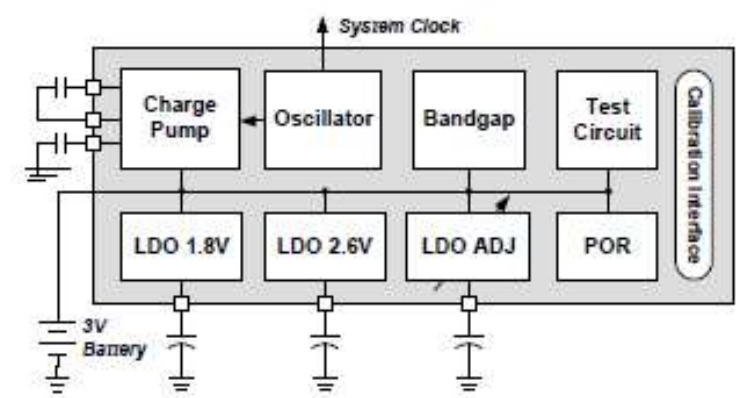 System Clock
Charge
Pump
Oscillator
Bandgap
Test
Circuit
Calibration Interface
LDO 1.8V
LDO 2.6V
LDO ADJ
POR
3V
Battery